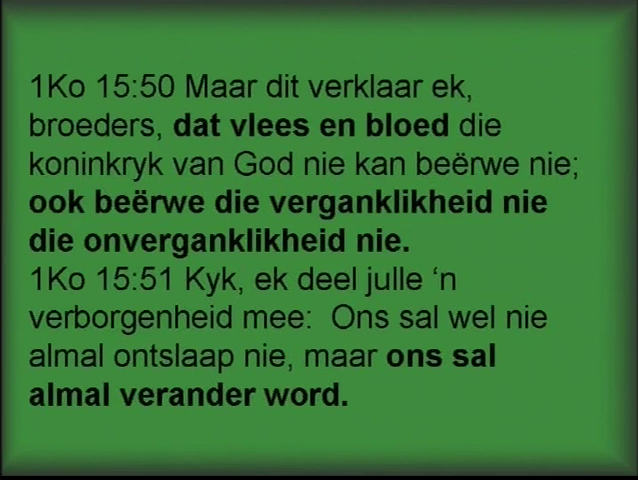 1Ko 15:50 Maar dit verklaar ek,
broeders, dat vlees en bloed die
koninkryk van God nie kan beërwe nie;
ook beërwe die verganklikheid nie
die onverganklikheid nie.
1Ko 15:51 Kyk, ek deel julle ‘n
verborgenheid mee:  Ons sal wel nie
almal ontslaap nie, maar ons sal
almal verander word.